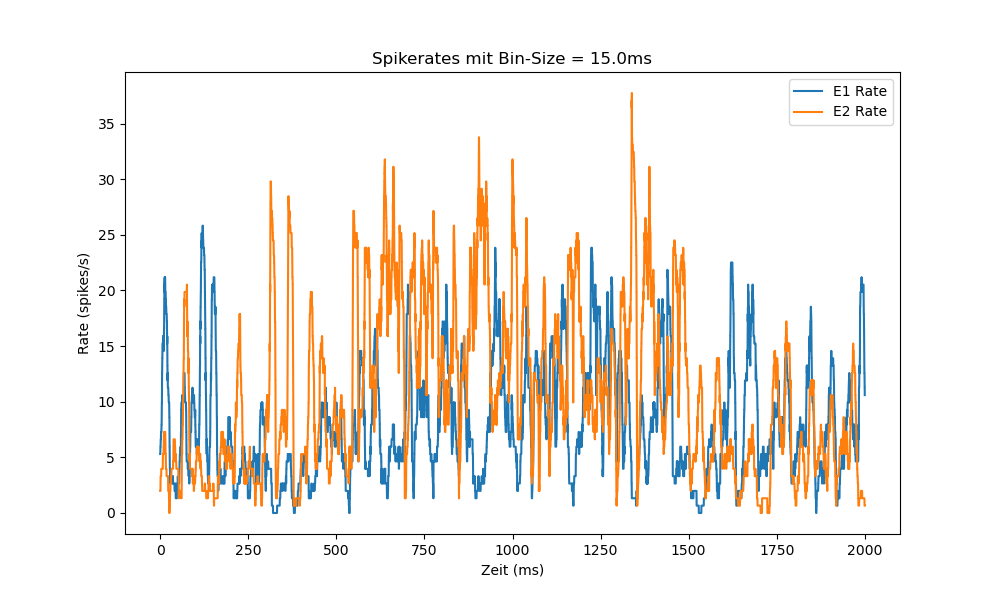 Spikerates mit Bin-Size = 15.0ms
E1 Rate
E2 Rate
Rate (spikes/s)
35
30
25
20
15
10
5
0
0 250 500 750 1000 1250 1500 1750 2000
Zeit (ms)